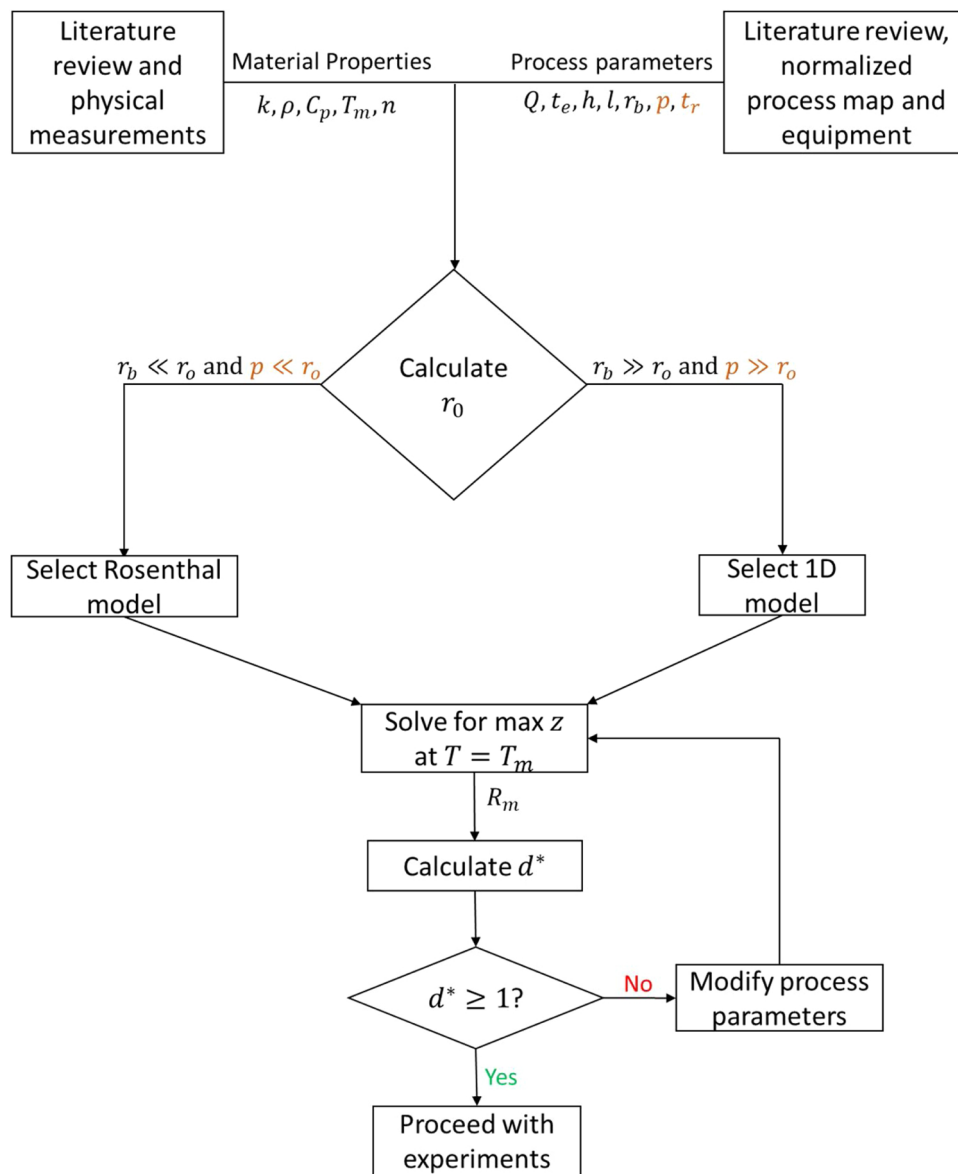 Literature
review and
physical
measurements
Material Properties
k, ρ, C_p, T_m, n
Process parameters
Q, t_e, h, l, r_b, p, t_r
Literature review,
normalized
process map and
equipment
Calculate
r_0
r_b ≪ r_o and p ≪ r_o
r_b ≫ r_o and p ≫ r_o
Select Rosenthal
model
Select 1D
model
Solve for max z
at T = T_m
R_m
Calculate d*
d* ≥ 1?
No
Modify process
parameters
Yes
Proceed with
experiments